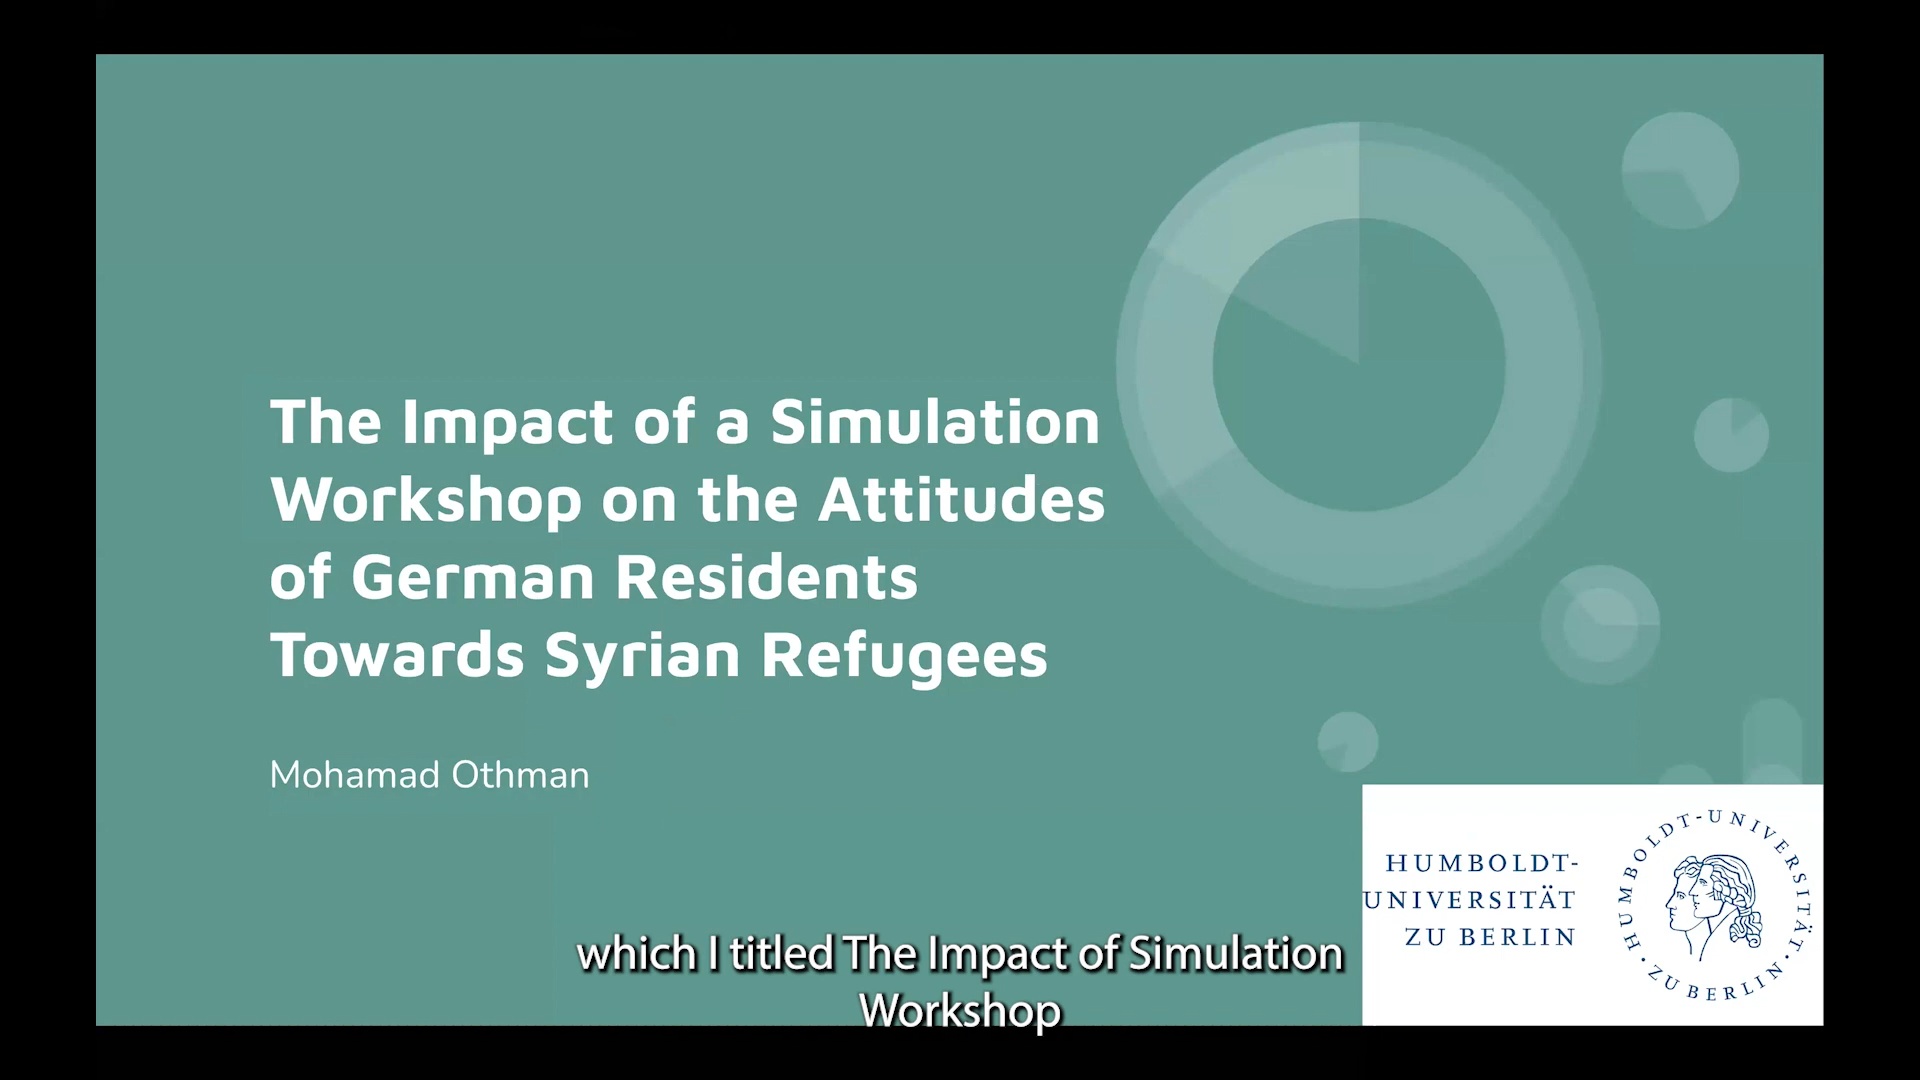 The Impact of a Simulation
Workshop on the Attitudes
of German Residents
Towards Syrian Refugees
Mohamad Othman
HUMBOLDT-
UNIVERSITÄT
ZU BERLIN
HUMBOLDT-UNIVERSITÄT
·ZU BERLIN·
which I titled The Impact of Simulation
Workshop